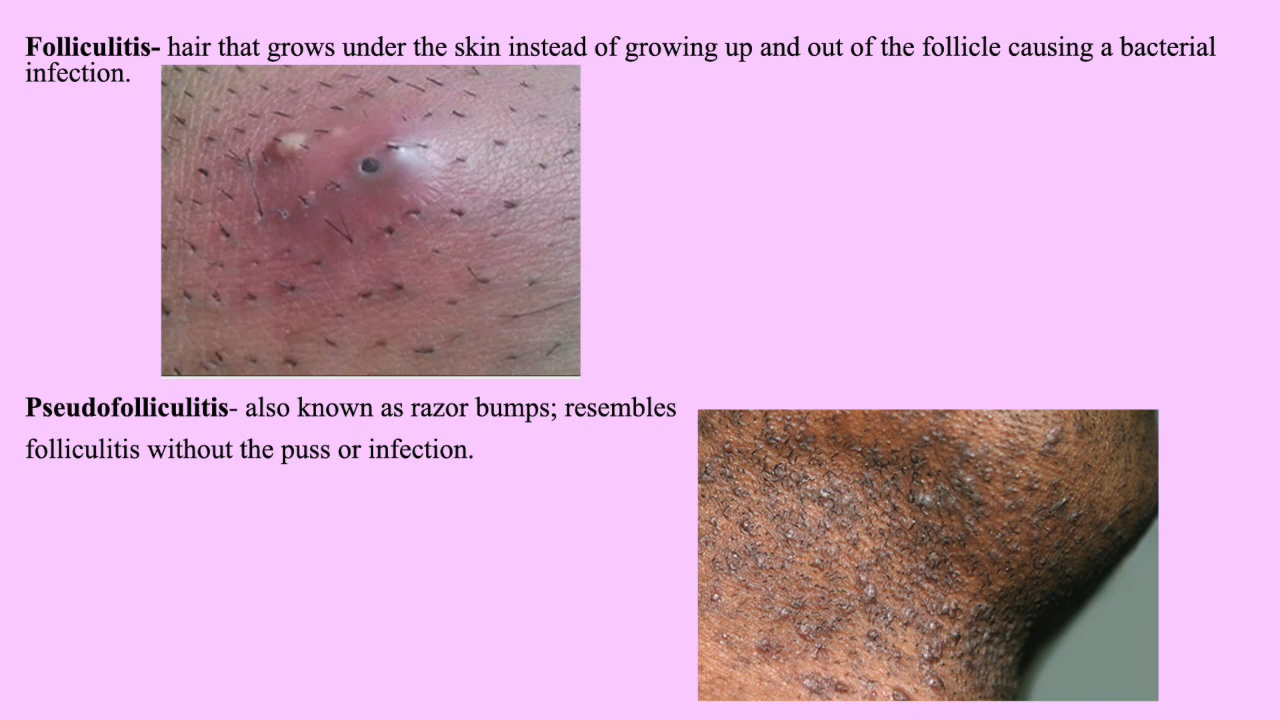 Folliculitis- hair that grows under the skin instead of growing up and out of the follicle causing a bacterial
infection.
Pseudofolliculitis- also known as razor bumps; resembles
folliculitis without the puss or infection.